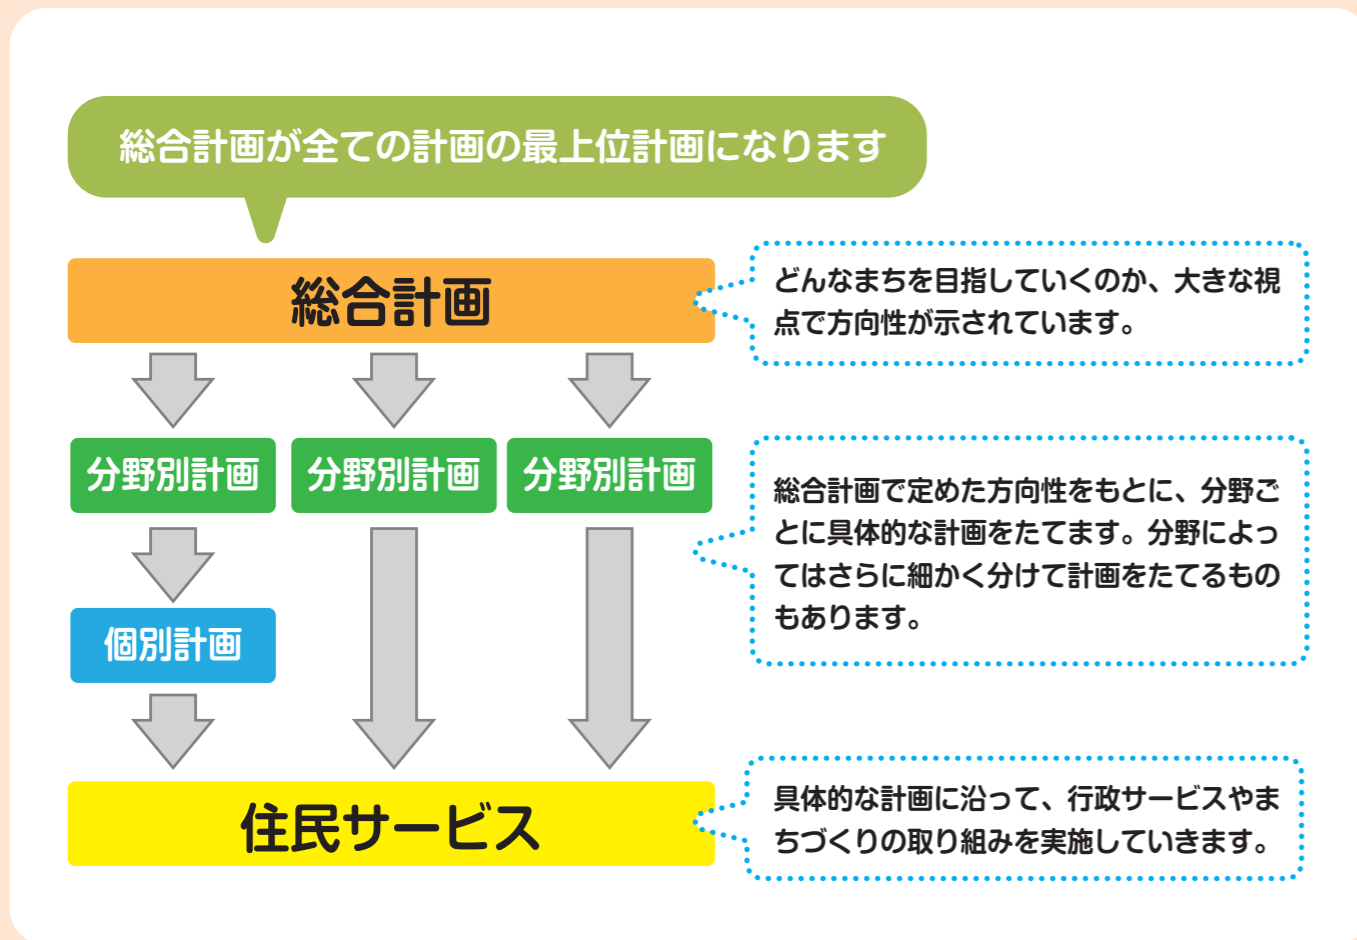 総合計画が全ての計画の最上位計画になります
総合計画
どんなまちを目指していくのか、大きな視
点で方向性が示されています。
分野別計画
分野別計画
分野別計画
総合計画で定めた方向性をもとに、分野ご
とに具体的な計画をたてます。分野によっ
てはさらに細かく分けて計画をたてるもの
もあります。
個別計画
住民サービス
具体的な計画に沿って、行政サービスやま
ちづくりの取り組みを実施していきます。